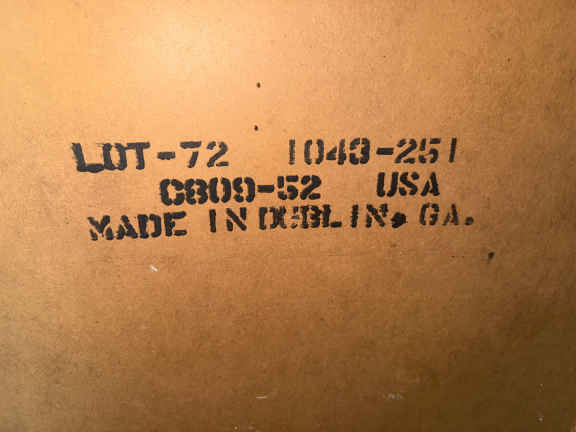 LOT-72 1043-251
C809-52 USA
MADE IN DUBLIN, GA.